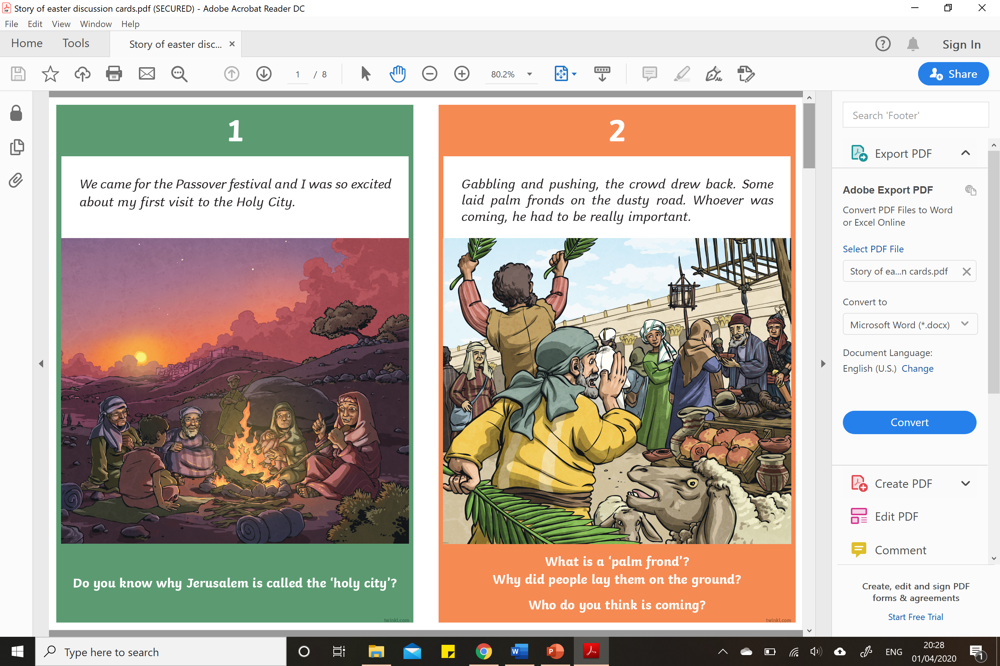 Story of easter discussion cards.pdf (SECURED) - Adobe Acrobat Reader DC
File Edit View Window Help
Home Tools Story of easter disc... Sign In
1 / 8 80.2% Share
1
We came for the Passover festival and I was so excited
about my first visit to the Holy City.
Do you know why Jerusalem is called the ‘holy city’?
twinkl.com
2
Gabbling and pushing, the crowd drew back. Some
laid palm fronds on the dusty road. Whoever was
coming, he had to be really important.
What is a ‘palm frond’?
Why did people lay them on the ground?
Who do you think is coming?
twinkl.com
Search 'Footer'
Export PDF
Adobe Export PDF
Convert PDF Files to Word
or Excel Online
Select PDF File
Story of ea...n cards.pdf
Convert to
Microsoft Word (*.docx)
Document Language:
English (U.S.) Change
Convert
Create PDF
Edit PDF
Comment
Create, edit and sign PDF
forms & agreements
Start Free Trial
Type here to search
ENG
20:28
01/04/2020
1